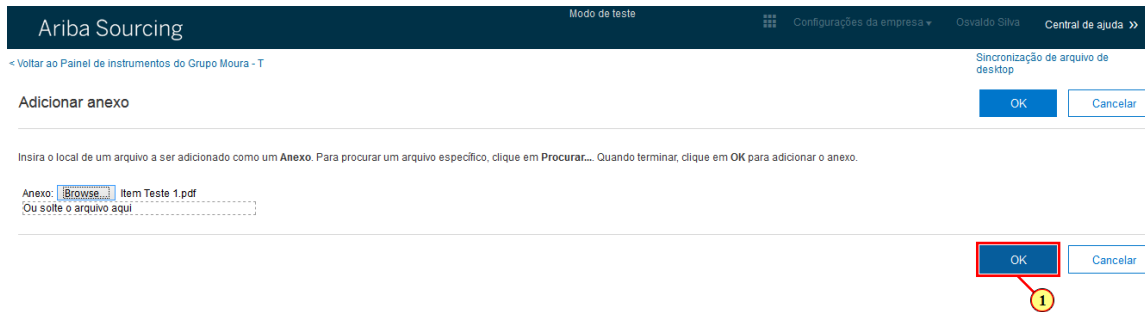 Ariba Sourcing
Modo de teste
Configurações da empresa
Osvaldo Silva
Central de ajuda »
< Voltar ao Painel de instrumentos do Grupo Moura - T
Sincronização de arquivo de
desktop
Adicionar anexo
OK
Cancelar
Insira o local de um arquivo a ser adicionado como um Anexo. Para procurar um arquivo específico, clique em Procurar.... Quando terminar, clique em OK para adicionar o anexo.
Anexo: Browse... Item Teste 1.pdf
Ou solte o arquivo aqui
OK
Cancelar
1